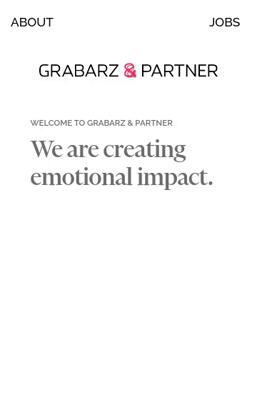 ABOUT JOBS
GRABARZ & PARTNER
WELCOME TO GRABARZ & PARTNER
We are creating
emotional impact.